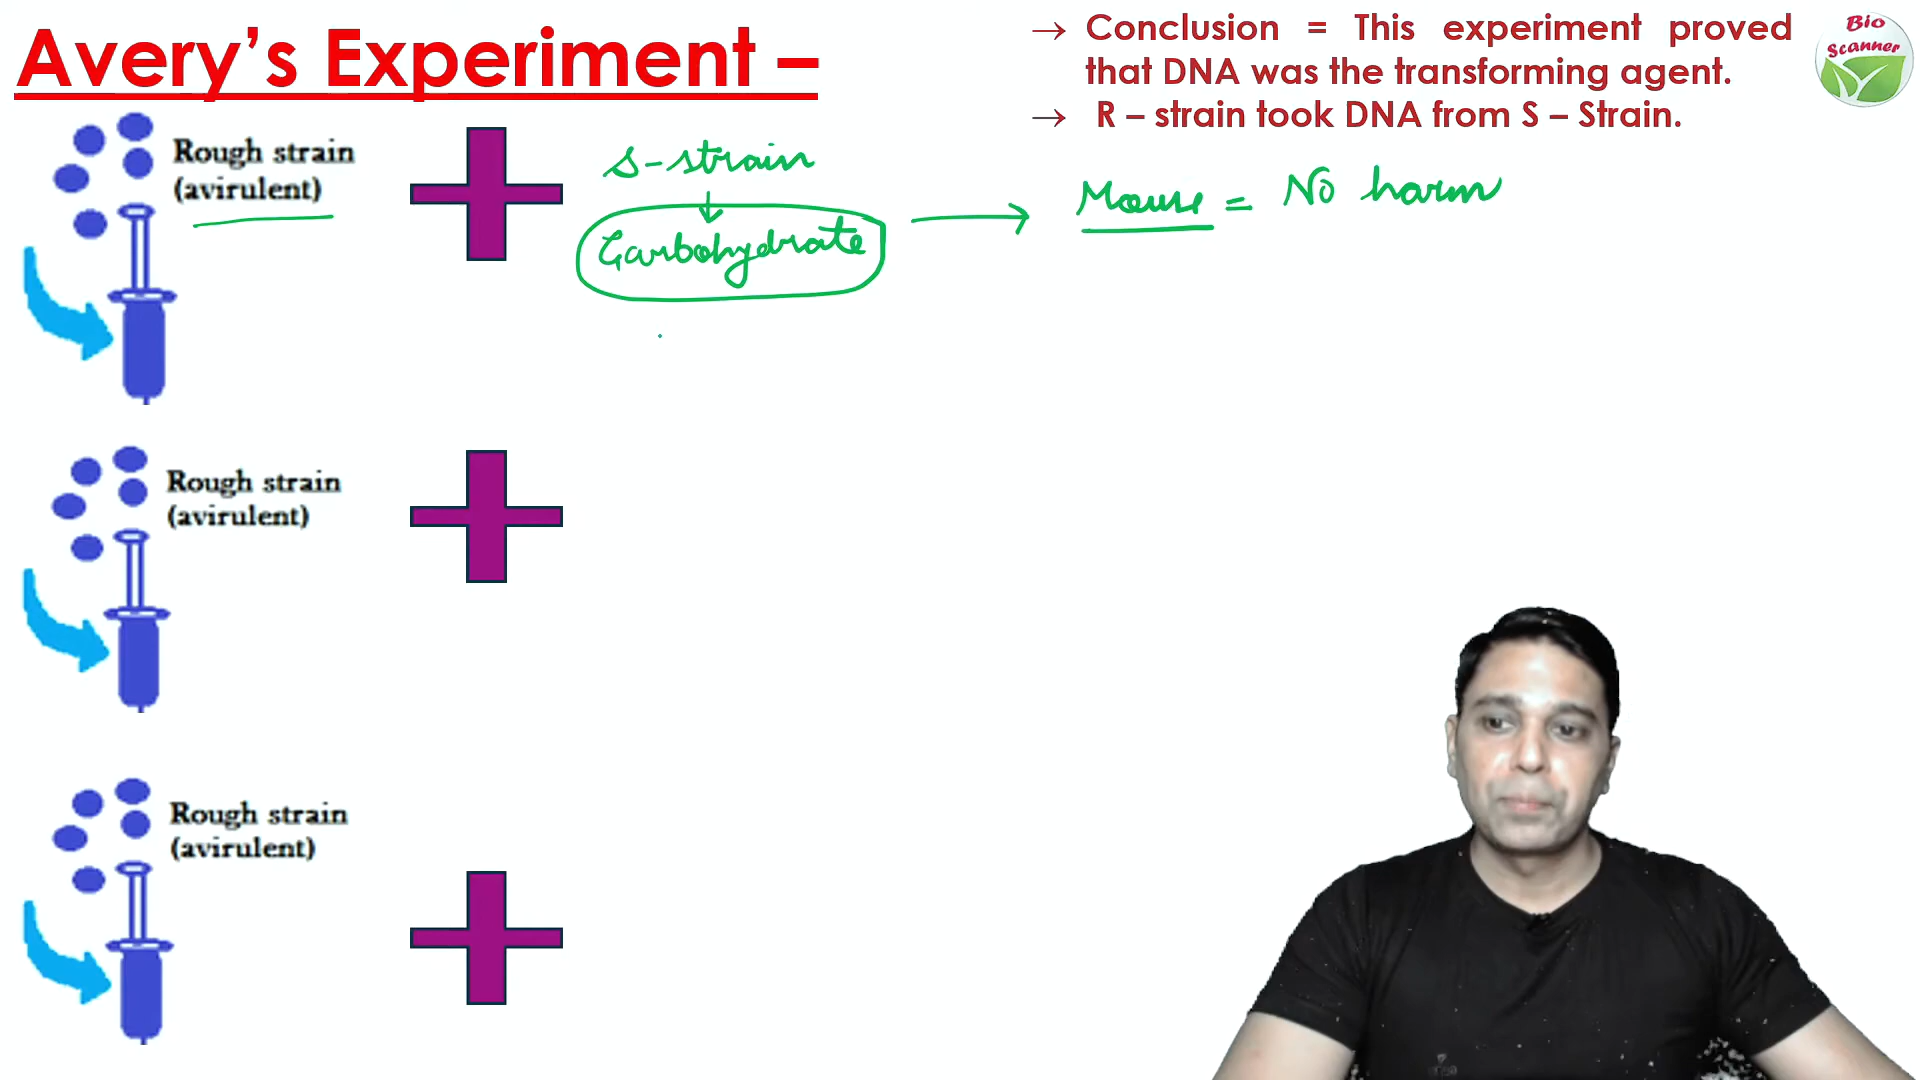 Avery's Experiment –
→ Conclusion = This experiment proved
that DNA was the transforming agent.
→ R – strain took DNA from S – Strain.
Bio
Scanner
Rough strain
(avirulent)
S-strain
↓
Carbohydrate
→ Mouse = No harm
Rough strain
(avirulent)
Rough strain
(avirulent)